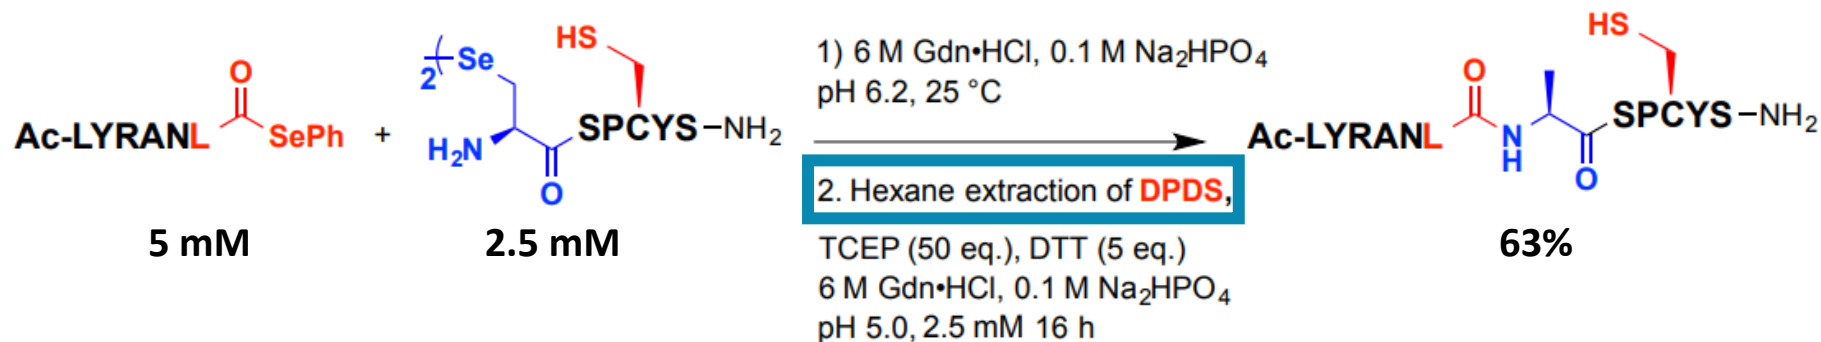 HS
HS
2 Se
1) 6 M Gdn•HCl, 0.1 M Na₂HPO₄
pH 6.2, 25 °C
O
O
Ac-LYRANL SePh + SPCYS–NH₂
H₂N
O
Ac-LYRANL N H SPCYS–NH₂
O
2. Hexane extraction of DPDS,
5 mM 2.5 mM 63%
TCEP (50 eq.), DTT (5 eq.)
6 M Gdn•HCl, 0.1 M Na₂HPO₄
pH 5.0, 2.5 mM 16 h